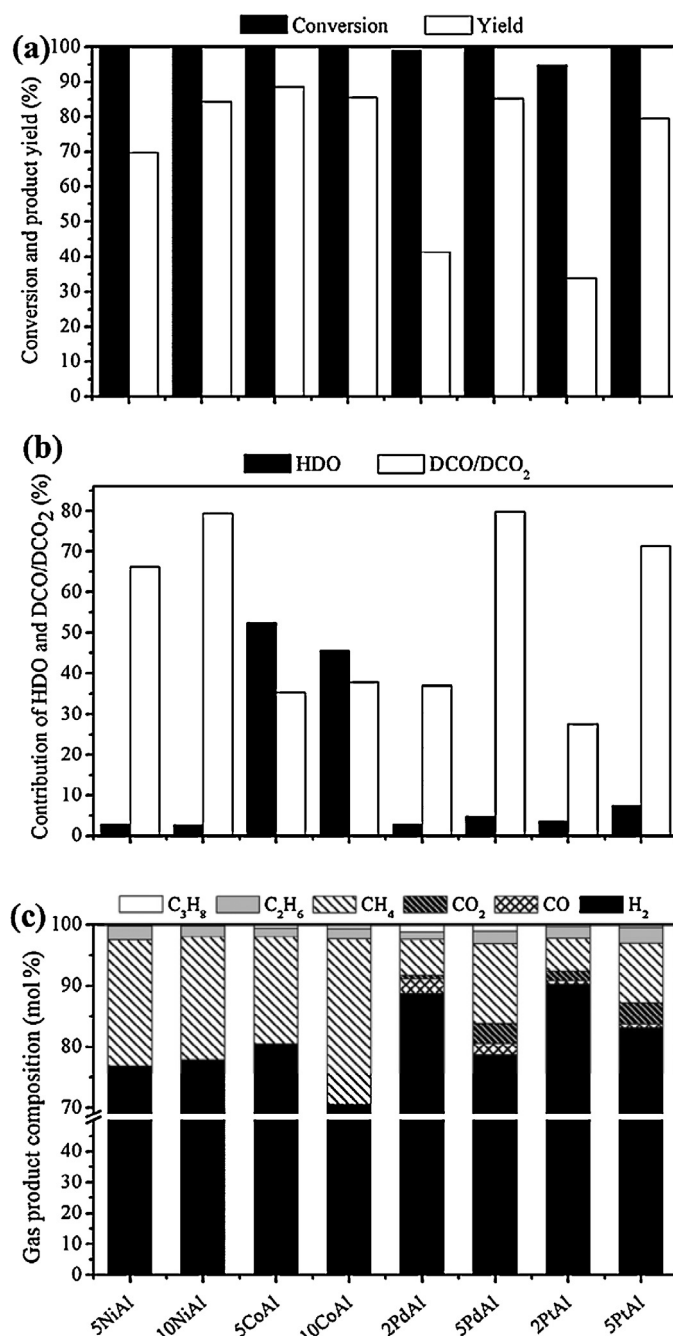 (a)
Conversion Yield
Conversion and product yield (%)
100
90
80
70
60
50
40
30
20
10
0
(b)
HDO DCO/DCO₂
Contribution of HDO and DCO/DCO₂ (%)
80
70
60
50
40
30
20
10
0
C₃H₈ C₂H₆ CH₄ CO₂ CO H₂
(c)
Gas product composition (mol %)
100
90
80
70
40
30
20
10
0
5NiAl 10NiAl 5CoAl 10CoAl 2PdAl 5PdAl 2PtAl 5PtAl